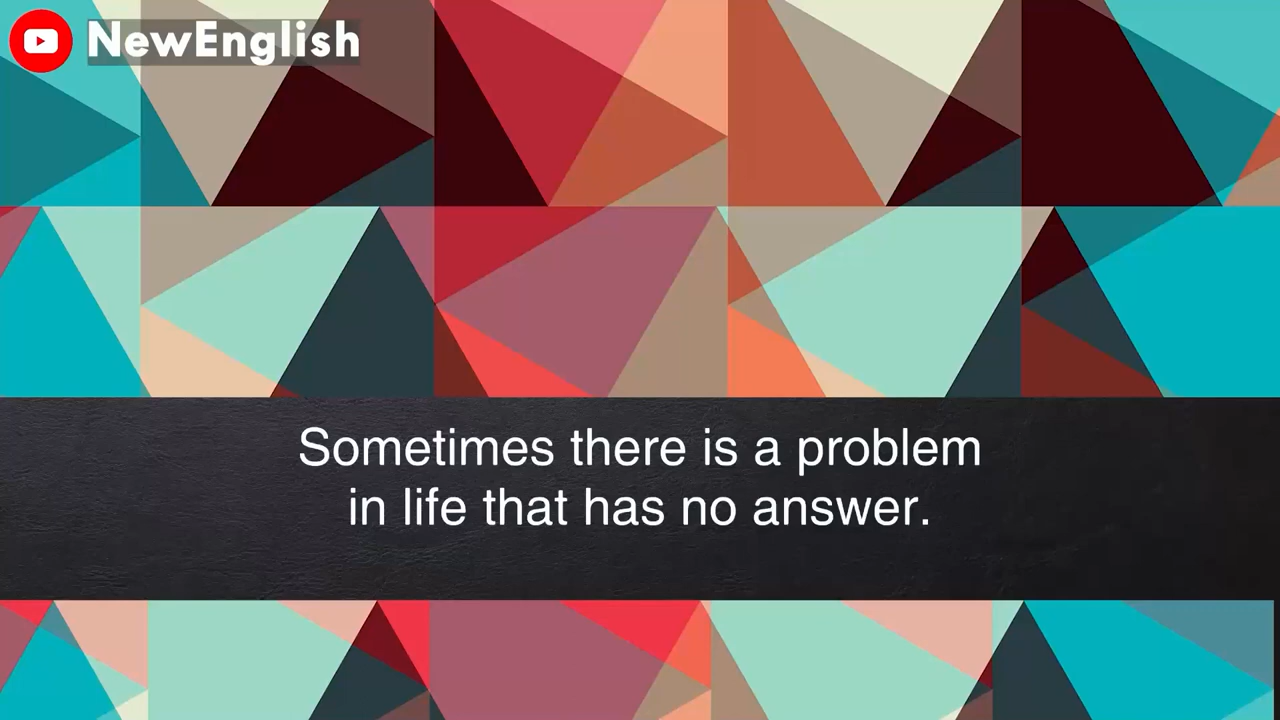 NewEnglish
Sometimes there is a problem
in life that has no answer.